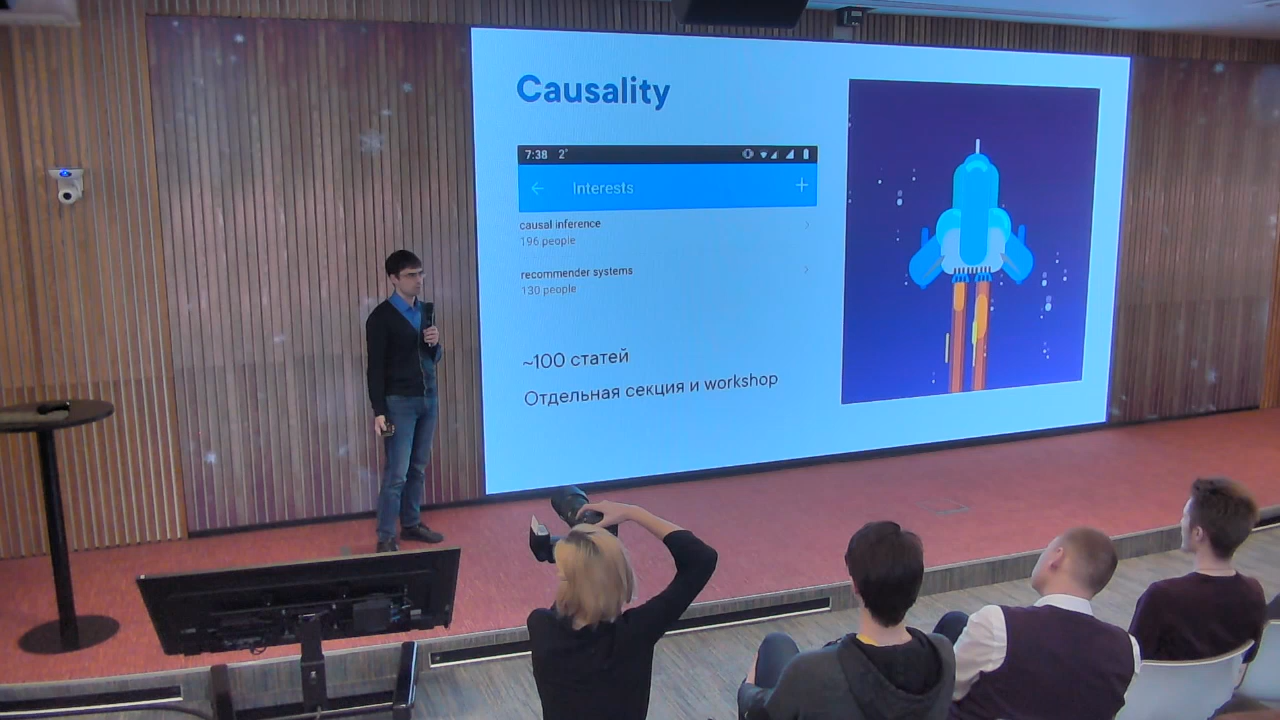 Causality
7:38 2°
Interests
causal inference
196 people
recommender systems
130 people
~100 статей
Отдельная секция и workshop